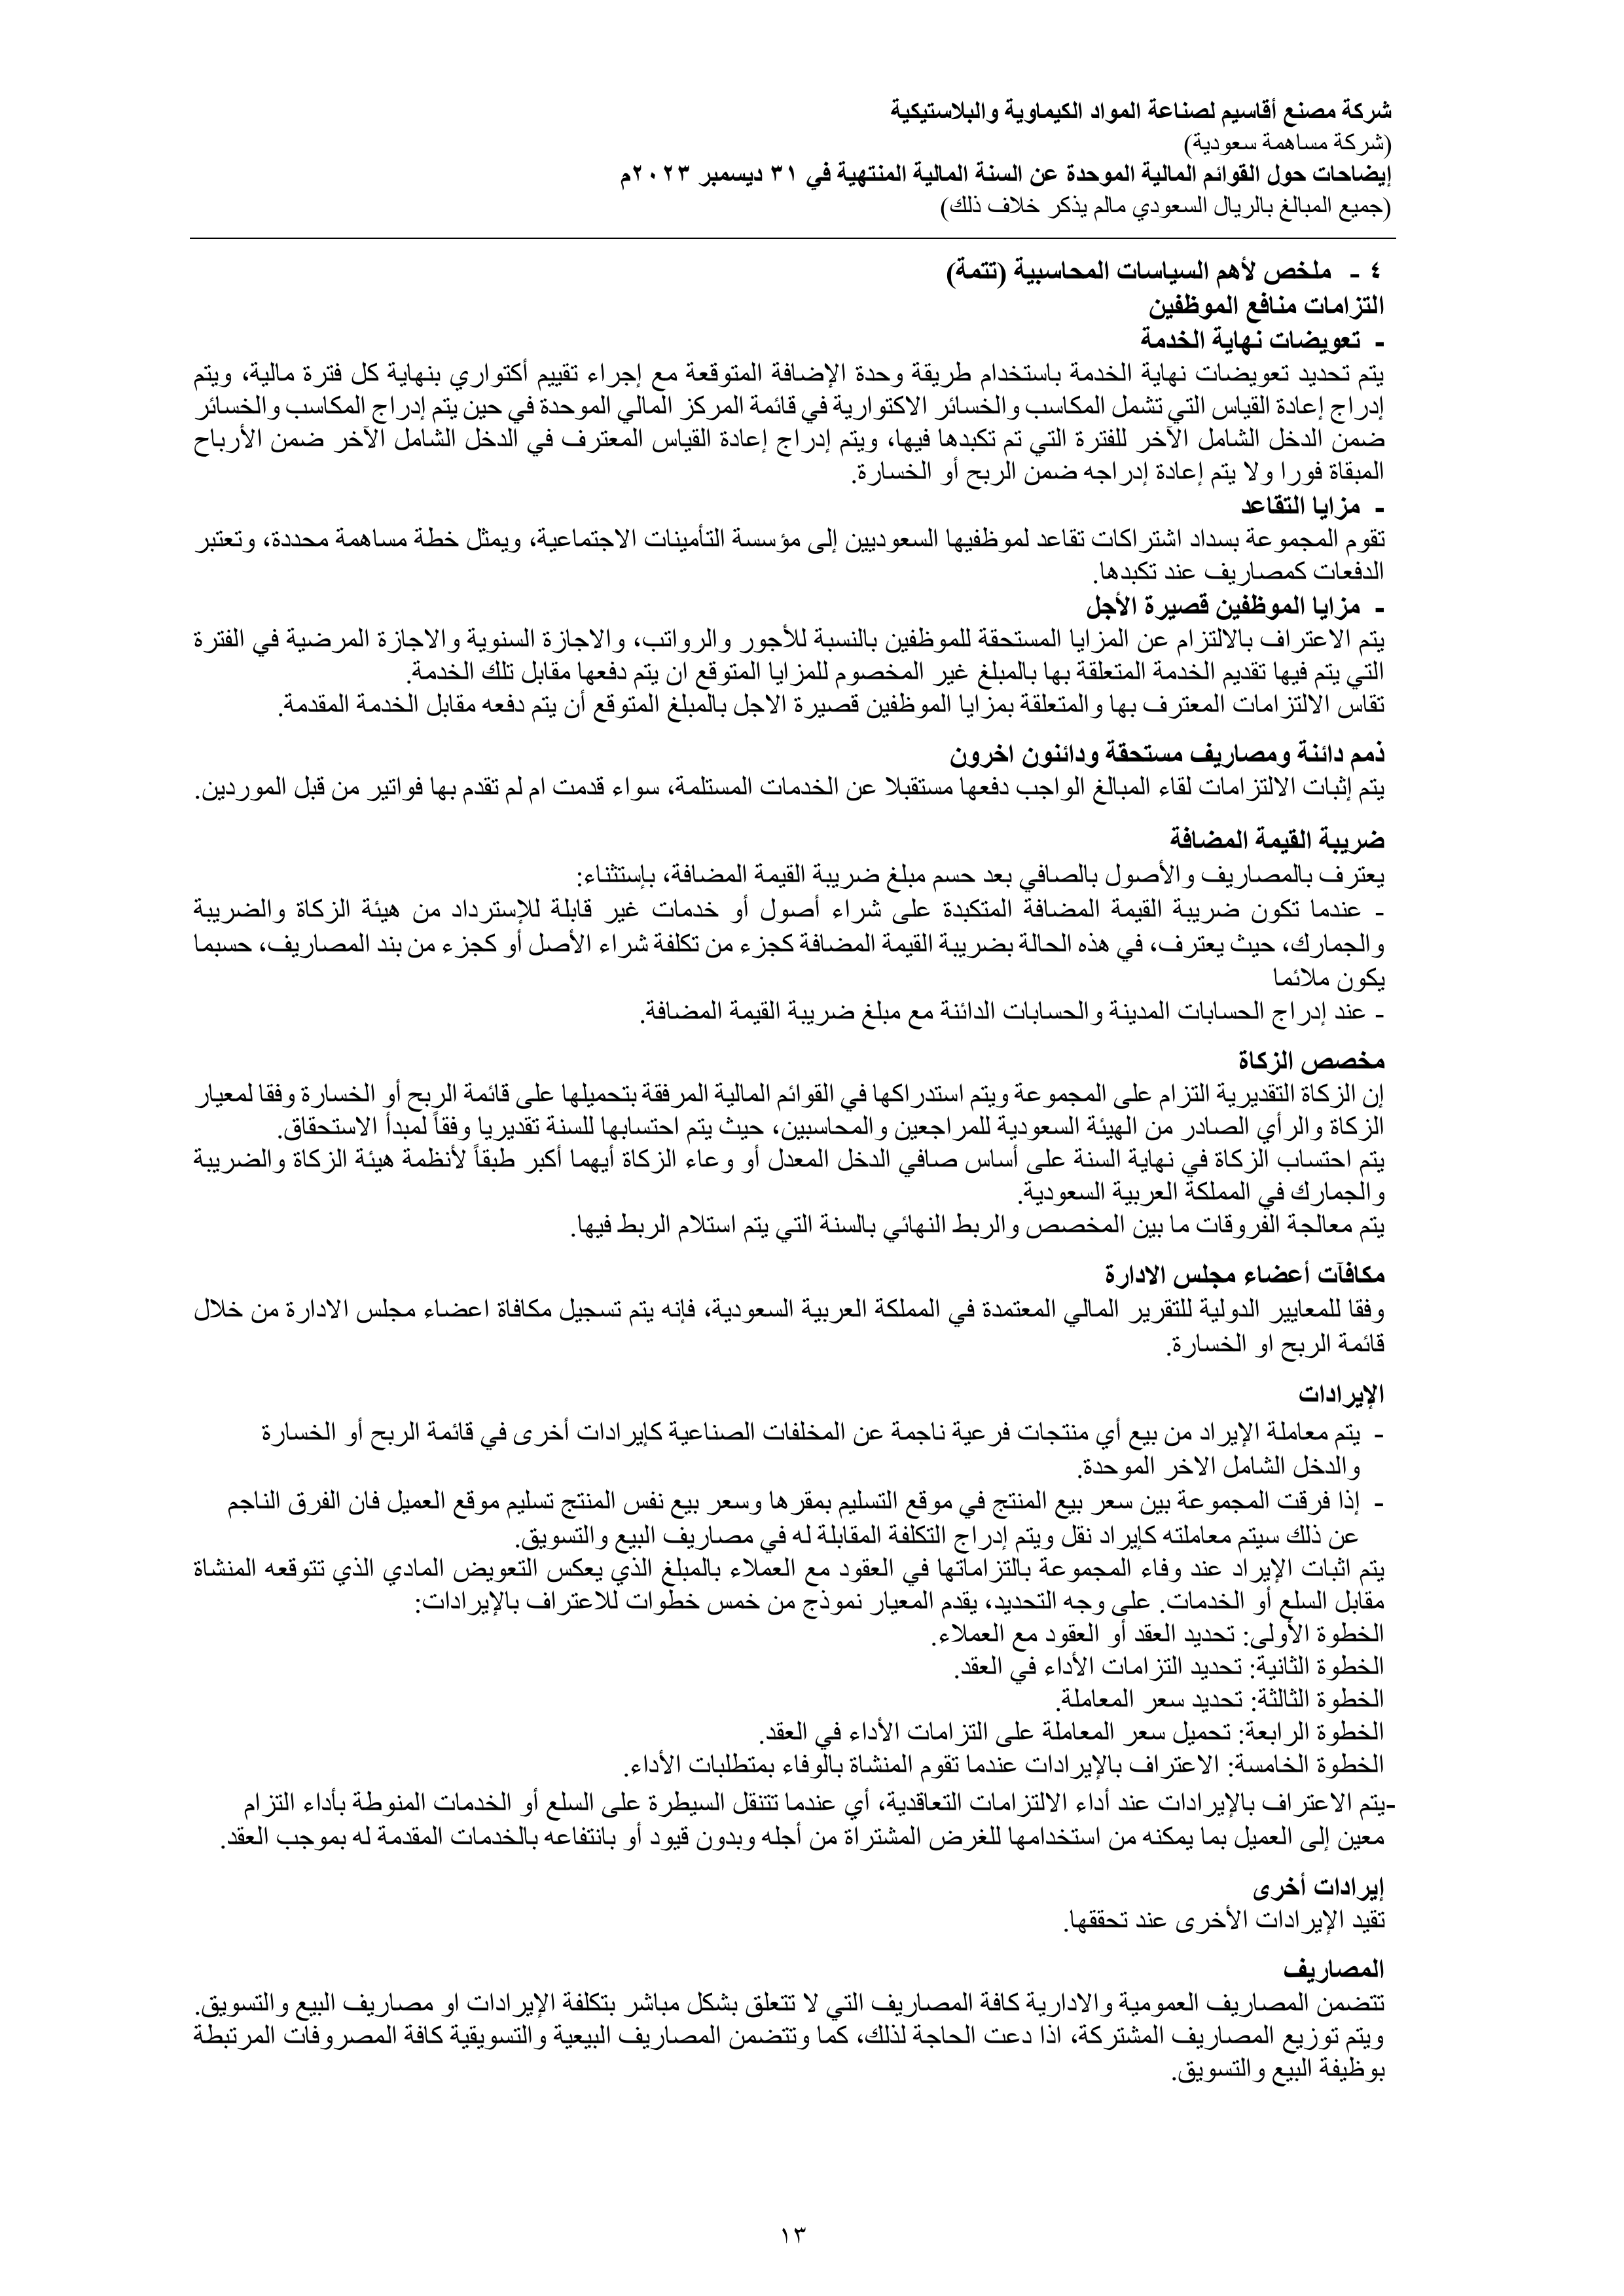 شركة مصنع أقاسيم لصناعة المواد الكيماوية والبلاستيكية
(شركة مساهمة سعودية)
إيضاحات حول القوائم المالية الموحدة عن السنة المالية المنتهية في ٣١ ديسمبر ٢٠٢٣م
(جميع المبالغ بالريال السعودي مالم يذكر خلاف ذلك)
٤ - ملخص لأهم السياسات المحاسبية (تتمة)
التزامات منافع الموظفين
- تعويضات نهاية الخدمة
يتم تحديد تعويضات نهاية الخدمة باستخدام طريقة وحدة الإضافة المتوقعة مع إجراء تقييم أكتواري بنهاية كل فترة مالية، ويتم
إدراج إعادة القياس التي تشمل المكاسب والخسائر الاكتوارية في قائمة المركز المالي الموحدة في حين يتم إدراج المكاسب والخسائر
ضمن الدخل الشامل الآخر للفترة التي تم تكبدها فيها، ويتم إدراج إعادة القياس المعترف في الدخل الشامل الآخر ضمن الأرباح
المبقاة فورا ولا يتم إعادة إدراجه ضمن الربح أو الخسارة.
- مزايا التقاعد
تقوم المجموعة بسداد اشتراكات تقاعد لموظفيها السعوديين إلى مؤسسة التأمينات الاجتماعية، ويمثل خطة مساهمة محددة، وتعتبر
الدفعات كمصاريف عند تكبدها.
- مزايا الموظفين قصيرة الأجل
يتم الاعتراف بالالتزام عن المزايا المستحقة للموظفين بالنسبة للأجور والرواتب، والاجازة السنوية والاجازة المرضية في الفترة
التي يتم فيها تقديم الخدمة المتعلقة بها بالمبلغ غير المخصوم للمزايا المتوقع ان يتم دفعها مقابل تلك الخدمة.
تقاس الالتزامات المعترف بها والمتعلقة بمزايا الموظفين قصيرة الاجل بالمبلغ المتوقع أن يتم دفعه مقابل الخدمة المقدمة.
ذمم دائنة ومصاريف مستحقة ودائنون اخرون
يتم إثبات الالتزامات لقاء المبالغ الواجب دفعها مستقبلا عن الخدمات المستلمة، سواء قدمت ام لم تقدم بها فواتير من قبل الموردين.
ضريبة القيمة المضافة
يعترف بالمصاريف والأصول بالصافي بعد حسم مبلغ ضريبة القيمة المضافة، بإستثناء:
- عندما تكون ضريبة القيمة المضافة المتكبدة على شراء أصول أو خدمات غير قابلة للإسترداد من هيئة الزكاة والضريبة
والجمارك، حيث يعترف، في هذه الحالة بضريبة القيمة المضافة كجزء من تكلفة شراء الأصل أو كجزء من بند المصاريف، حسبما
يكون ملائما
- عند إدراج الحسابات المدينة والحسابات الدائنة مع مبلغ ضريبة القيمة المضافة.
مخصص الزكاة
إن الزكاة التقديرية التزام على المجموعة ويتم استدراكها في القوائم المالية المرفقة بتحميلها على قائمة الربح أو الخسارة وفقا لمعيار
الزكاة والرأي الصادر من الهيئة السعودية للمراجعين والمحاسبين، حيث يتم احتسابها للسنة تقديريا وفقاً لمبدأ الاستحقاق.
يتم احتساب الزكاة في نهاية السنة على أساس صافي الدخل المعدل أو وعاء الزكاة أيهما أكبر طبقاً لأنظمة هيئة الزكاة والضريبة
والجمارك في المملكة العربية السعودية.
يتم معالجة الفروقات ما بين المخصص والربط النهائي بالسنة التي يتم استلام الربط فيها.
مكافآت أعضاء مجلس الادارة
وفقا للمعايير الدولية للتقرير المالي المعتمدة في المملكة العربية السعودية، فإنه يتم تسجيل مكافاة اعضاء مجلس الادارة من خلال
قائمة الربح او الخسارة.
الإيرادات
- يتم معاملة الإيراد من بيع أي منتجات فرعية ناجمة عن المخلفات الصناعية كإيرادات أخرى في قائمة الربح أو الخسارة
والدخل الشامل الاخر الموحدة.
- إذا فرقت المجموعة بين سعر بيع المنتج في موقع التسليم بمقرها وسعر بيع نفس المنتج تسليم موقع العميل فان الفرق الناجم
عن ذلك سيتم معاملته كإيراد نقل ويتم إدراج التكلفة المقابلة له في مصاريف البيع والتسويق.
يتم اثبات الإيراد عند وفاء المجموعة بالتزاماتها في العقود مع العملاء بالمبلغ الذي يعكس التعويض المادي الذي تتوقعه المنشاة
مقابل السلع أو الخدمات. على وجه التحديد، يقدم المعيار نموذج من خمس خطوات للاعتراف بالإيرادات:
الخطوة الأولى: تحديد العقد أو العقود مع العملاء.
الخطوة الثانية: تحديد التزامات الأداء في العقد.
الخطوة الثالثة: تحديد سعر المعاملة.
الخطوة الرابعة: تحميل سعر المعاملة على التزامات الأداء في العقد.
الخطوة الخامسة: الاعتراف بالإيرادات عندما تقوم المنشاة بالوفاء بمتطلبات الأداء.
-يتم الاعتراف بالإيرادات عند أداء الالتزامات التعاقدية، أي عندما تتنقل السيطرة على السلع أو الخدمات المنوطة بأداء التزام
معين إلى العميل بما يمكنه من استخدامها للغرض المشتراة من أجله وبدون قيود أو بانتفاعه بالخدمات المقدمة له بموجب العقد.
إيرادات أخرى
تقيد الإيرادات الأخرى عند تحققها.
المصاريف
تتضمن المصاريف العمومية والادارية كافة المصاريف التي لا تتعلق بشكل مباشر بتكلفة الإيرادات او مصاريف البيع والتسويق.
ويتم توزيع المصاريف المشتركة، اذا دعت الحاجة لذلك، كما وتتضمن المصاريف البيعية والتسويقية كافة المصروفات المرتبطة
بوظيفة البيع والتسويق.
١٣